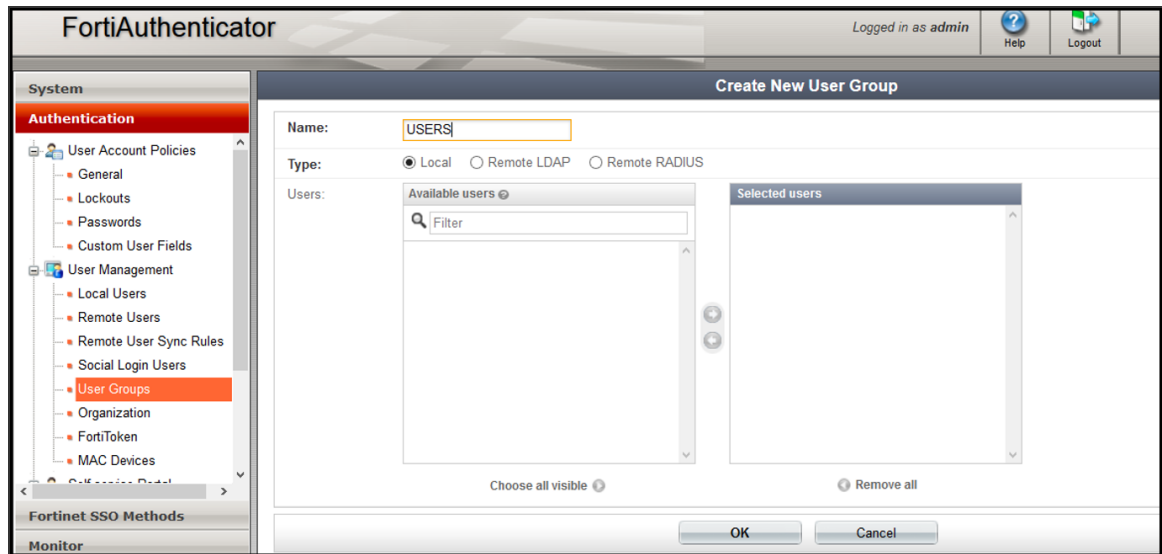 FortiAuthenticator
Logged in as admin
Help
Logout
System
Authentication
User Account Policies
General
Lockouts
Passwords
Custom User Fields
User Management
Local Users
Remote Users
Remote User Sync Rules
Social Login Users
User Groups
Organization
FortiToken
MAC Devices
Fortinet SSO Methods
Monitor
Create New User Group
Name: USERS
Type: Local Remote LDAP Remote RADIUS
Users: Available users Selected users
Filter
Choose all visible Remove all
OK Cancel